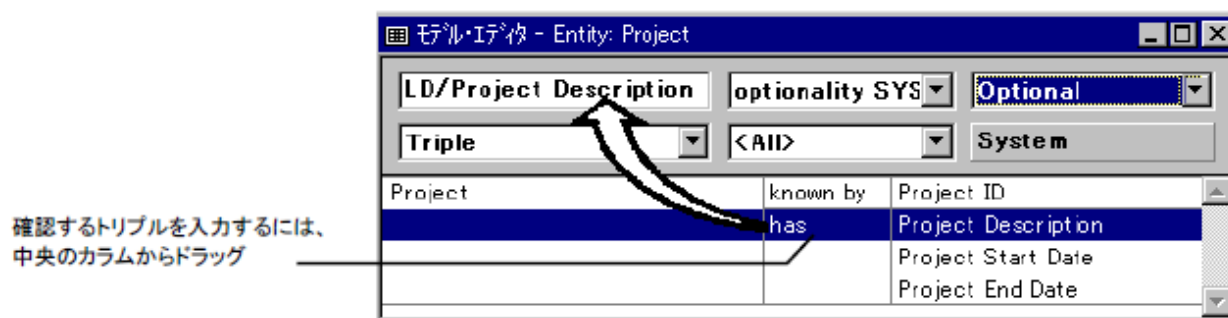 モデル・エディタ - Entity: Project
LD/Project Description optionality SYS Optional
Triple <All> System
Project known by Project ID
has Project Description
Project Start Date
Project End Date
確認するトリプルを入力するには、
中央のカラムからドラッグ